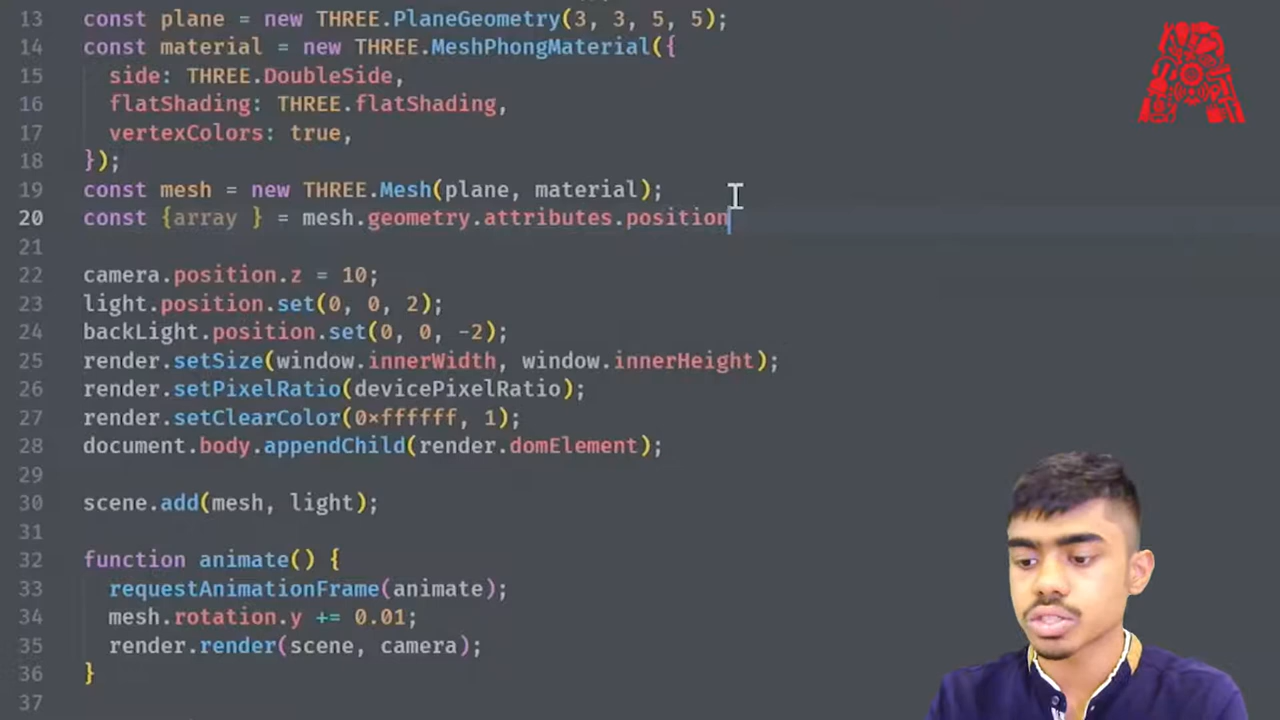 13 const plane = new THREE.PlaneGeometry(3, 3, 5, 5);
14 const material = new THREE.MeshPhongMaterial({
15   side: THREE.DoubleSide,
16   flatShading: THREE.flatShading,
17   vertexColors: true,
18 });
19 const mesh = new THREE.Mesh(plane, material);
20 const {array } = mesh.geometry.attributes.position
21
22 camera.position.z = 10;
23 light.position.set(0, 0, 2);
24 backLight.position.set(0, 0, -2);
25 render.setSize(window.innerWidth, window.innerHeight);
26 render.setPixelRatio(devicePixelRatio);
27 render.setClearColor(0xffffff, 1);
28 document.body.appendChild(render.domElement);
29
30 scene.add(mesh, light);
31
32 function animate() {
33   requestAnimationFrame(animate);
34   mesh.rotation.y += 0.01;
35   render.render(scene, camera);
36 }
37